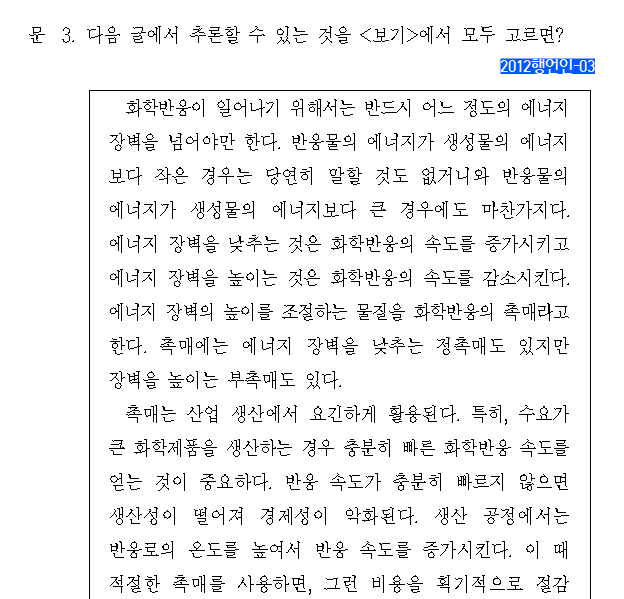 문 3. 다음 글에서 추론할 수 있는 것을 <보기>에서 모두 고르면?
2012행언인-03
화학반응이 일어나기 위해서는 반드시 어느 정도의 에너지
장벽을 넘어야만 한다. 반응물의 에너지가 생성물의 에너지
보다 작은 경우는 당연히 말할 것도 없거니와 반응물의
에너지가 생성물의 에너지보다 큰 경우에도 마찬가지다.
에너지 장벽을 낮추는 것은 화학반응의 속도를 증가시키고
에너지 장벽을 높이는 것은 화학반응의 속도를 감소시킨다.
에너지 장벽의 높이를 조절하는 물질을 화학반응의 촉매라고
한다. 촉매에는 에너지 장벽을 낮추는 정촉매도 있지만
장벽을 높이는 부촉매도 있다.
촉매는 산업 생산에서 요긴하게 활용된다. 특히, 수요가
큰 화학제품을 생산하는 경우 충분히 빠른 화학반응 속도를
얻는 것이 중요하다. 반응 속도가 충분히 빠르지 않으면
생산성이 떨어져 경제성이 악화된다. 생산 공정에서는
반응로의 온도를 높여서 반응 속도를 증가시킨다. 이 때
적절한 촉매를 사용하면, 그런 비용을 획기적으로 절감